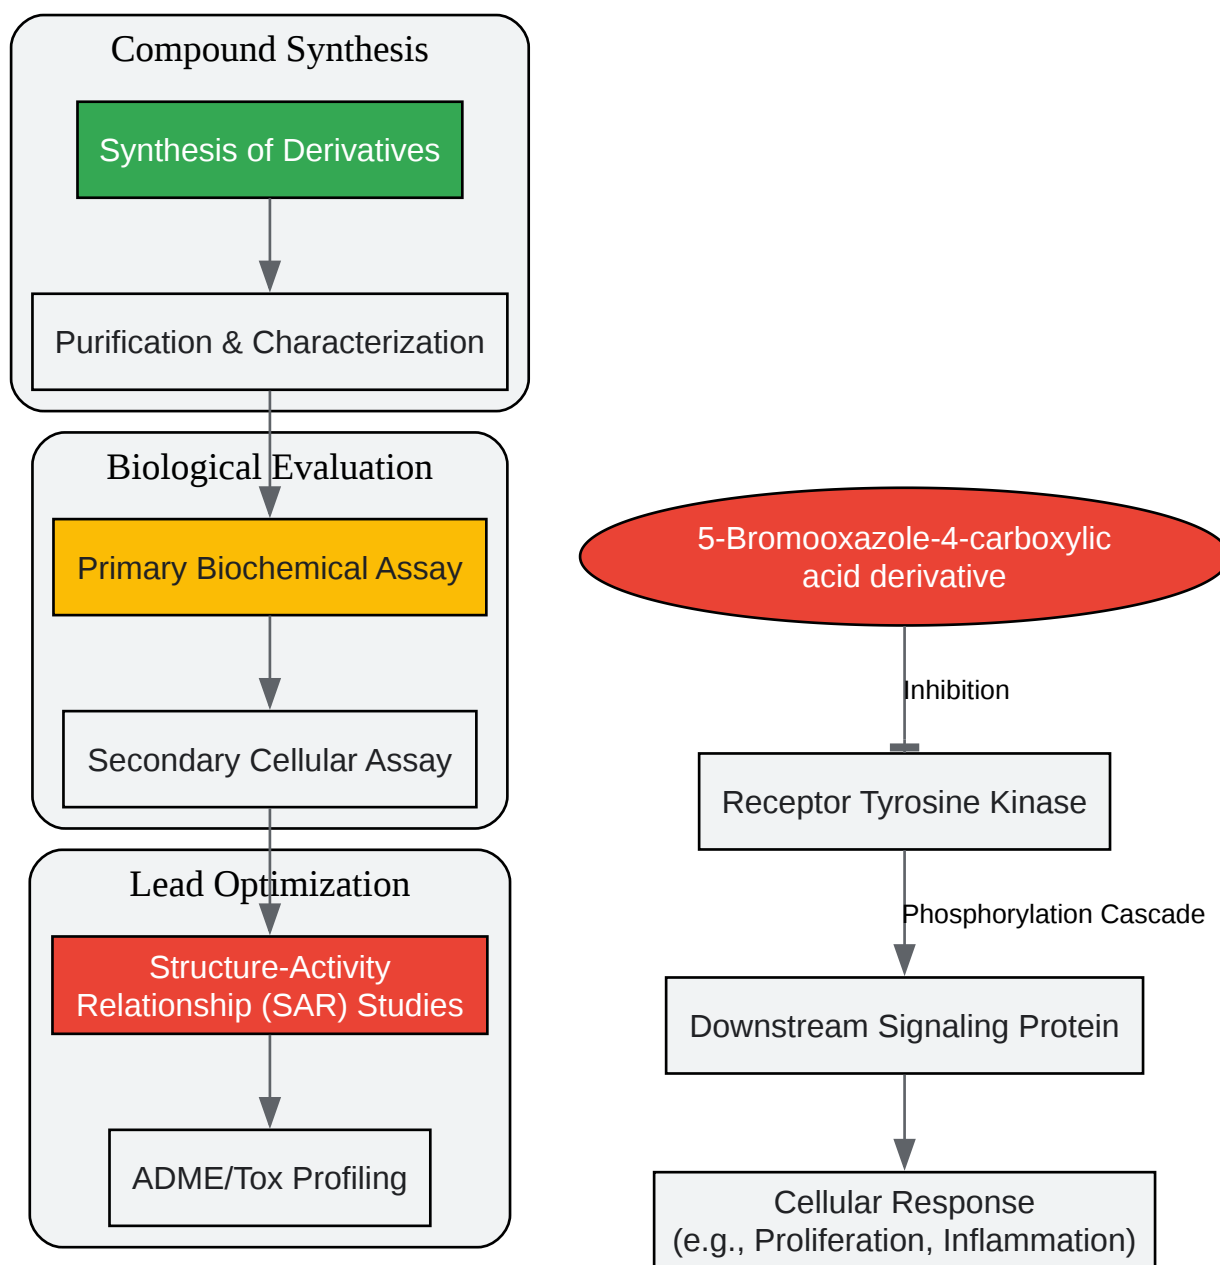 Compound Synthesis
Synthesis of Derivatives
Purification & Characterization
Biological Evaluation
Primary Biochemical Assay
Secondary Cellular Assay
Lead Optimization
Structure-Activity
Relationship (SAR) Studies
ADME/Tox Profiling
5-Bromooxazole-4-carboxylic
acid derivative
Inhibition
Receptor Tyrosine Kinase
Phosphorylation Cascade
Downstream Signaling Protein
Cellular Response
(e.g., Proliferation, Inflammation)